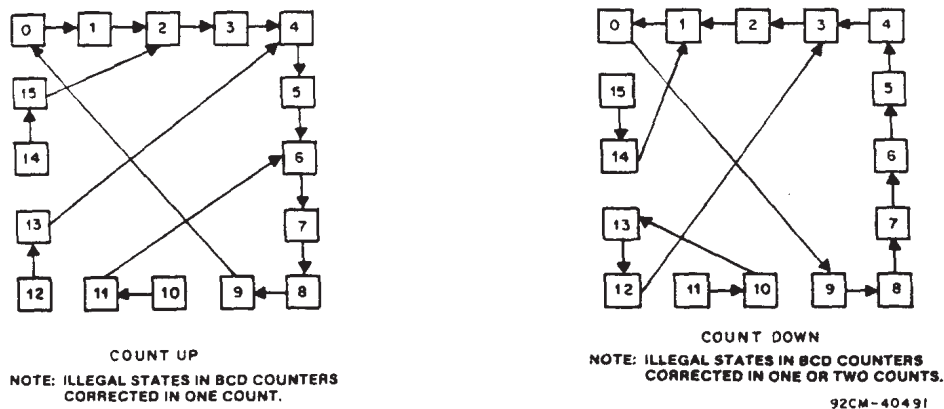 0 1 2 3 4
15 5
14 6
13 7
12 11 10 9 8
COUNT UP
NOTE: ILLEGAL STATES IN BCD COUNTERS
CORRECTED IN ONE COUNT.
0 1 2 3 4
15 5
14 6
13 7
12 11 10 9 8
COUNT DOWN
NOTE: ILLEGAL STATES IN BCD COUNTERS
CORRECTED IN ONE OR TWO COUNTS.
92CM-40491